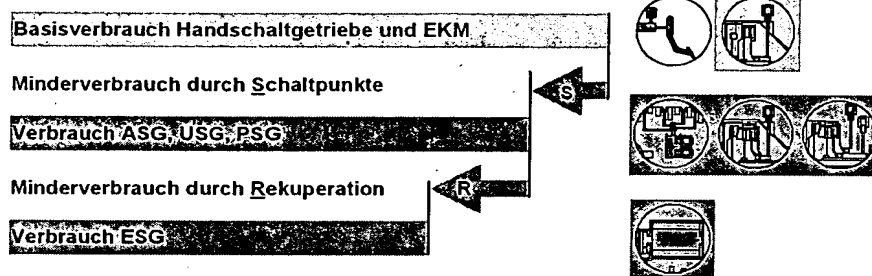 Basisverbrauch Handschaltgetriebe und EKM
Minderverbrauch durch Schaltpunkte
S
Verbrauch ASG, USG, PSG
Minderverbrauch durch Rekuperation
R
Verbrauch ESG